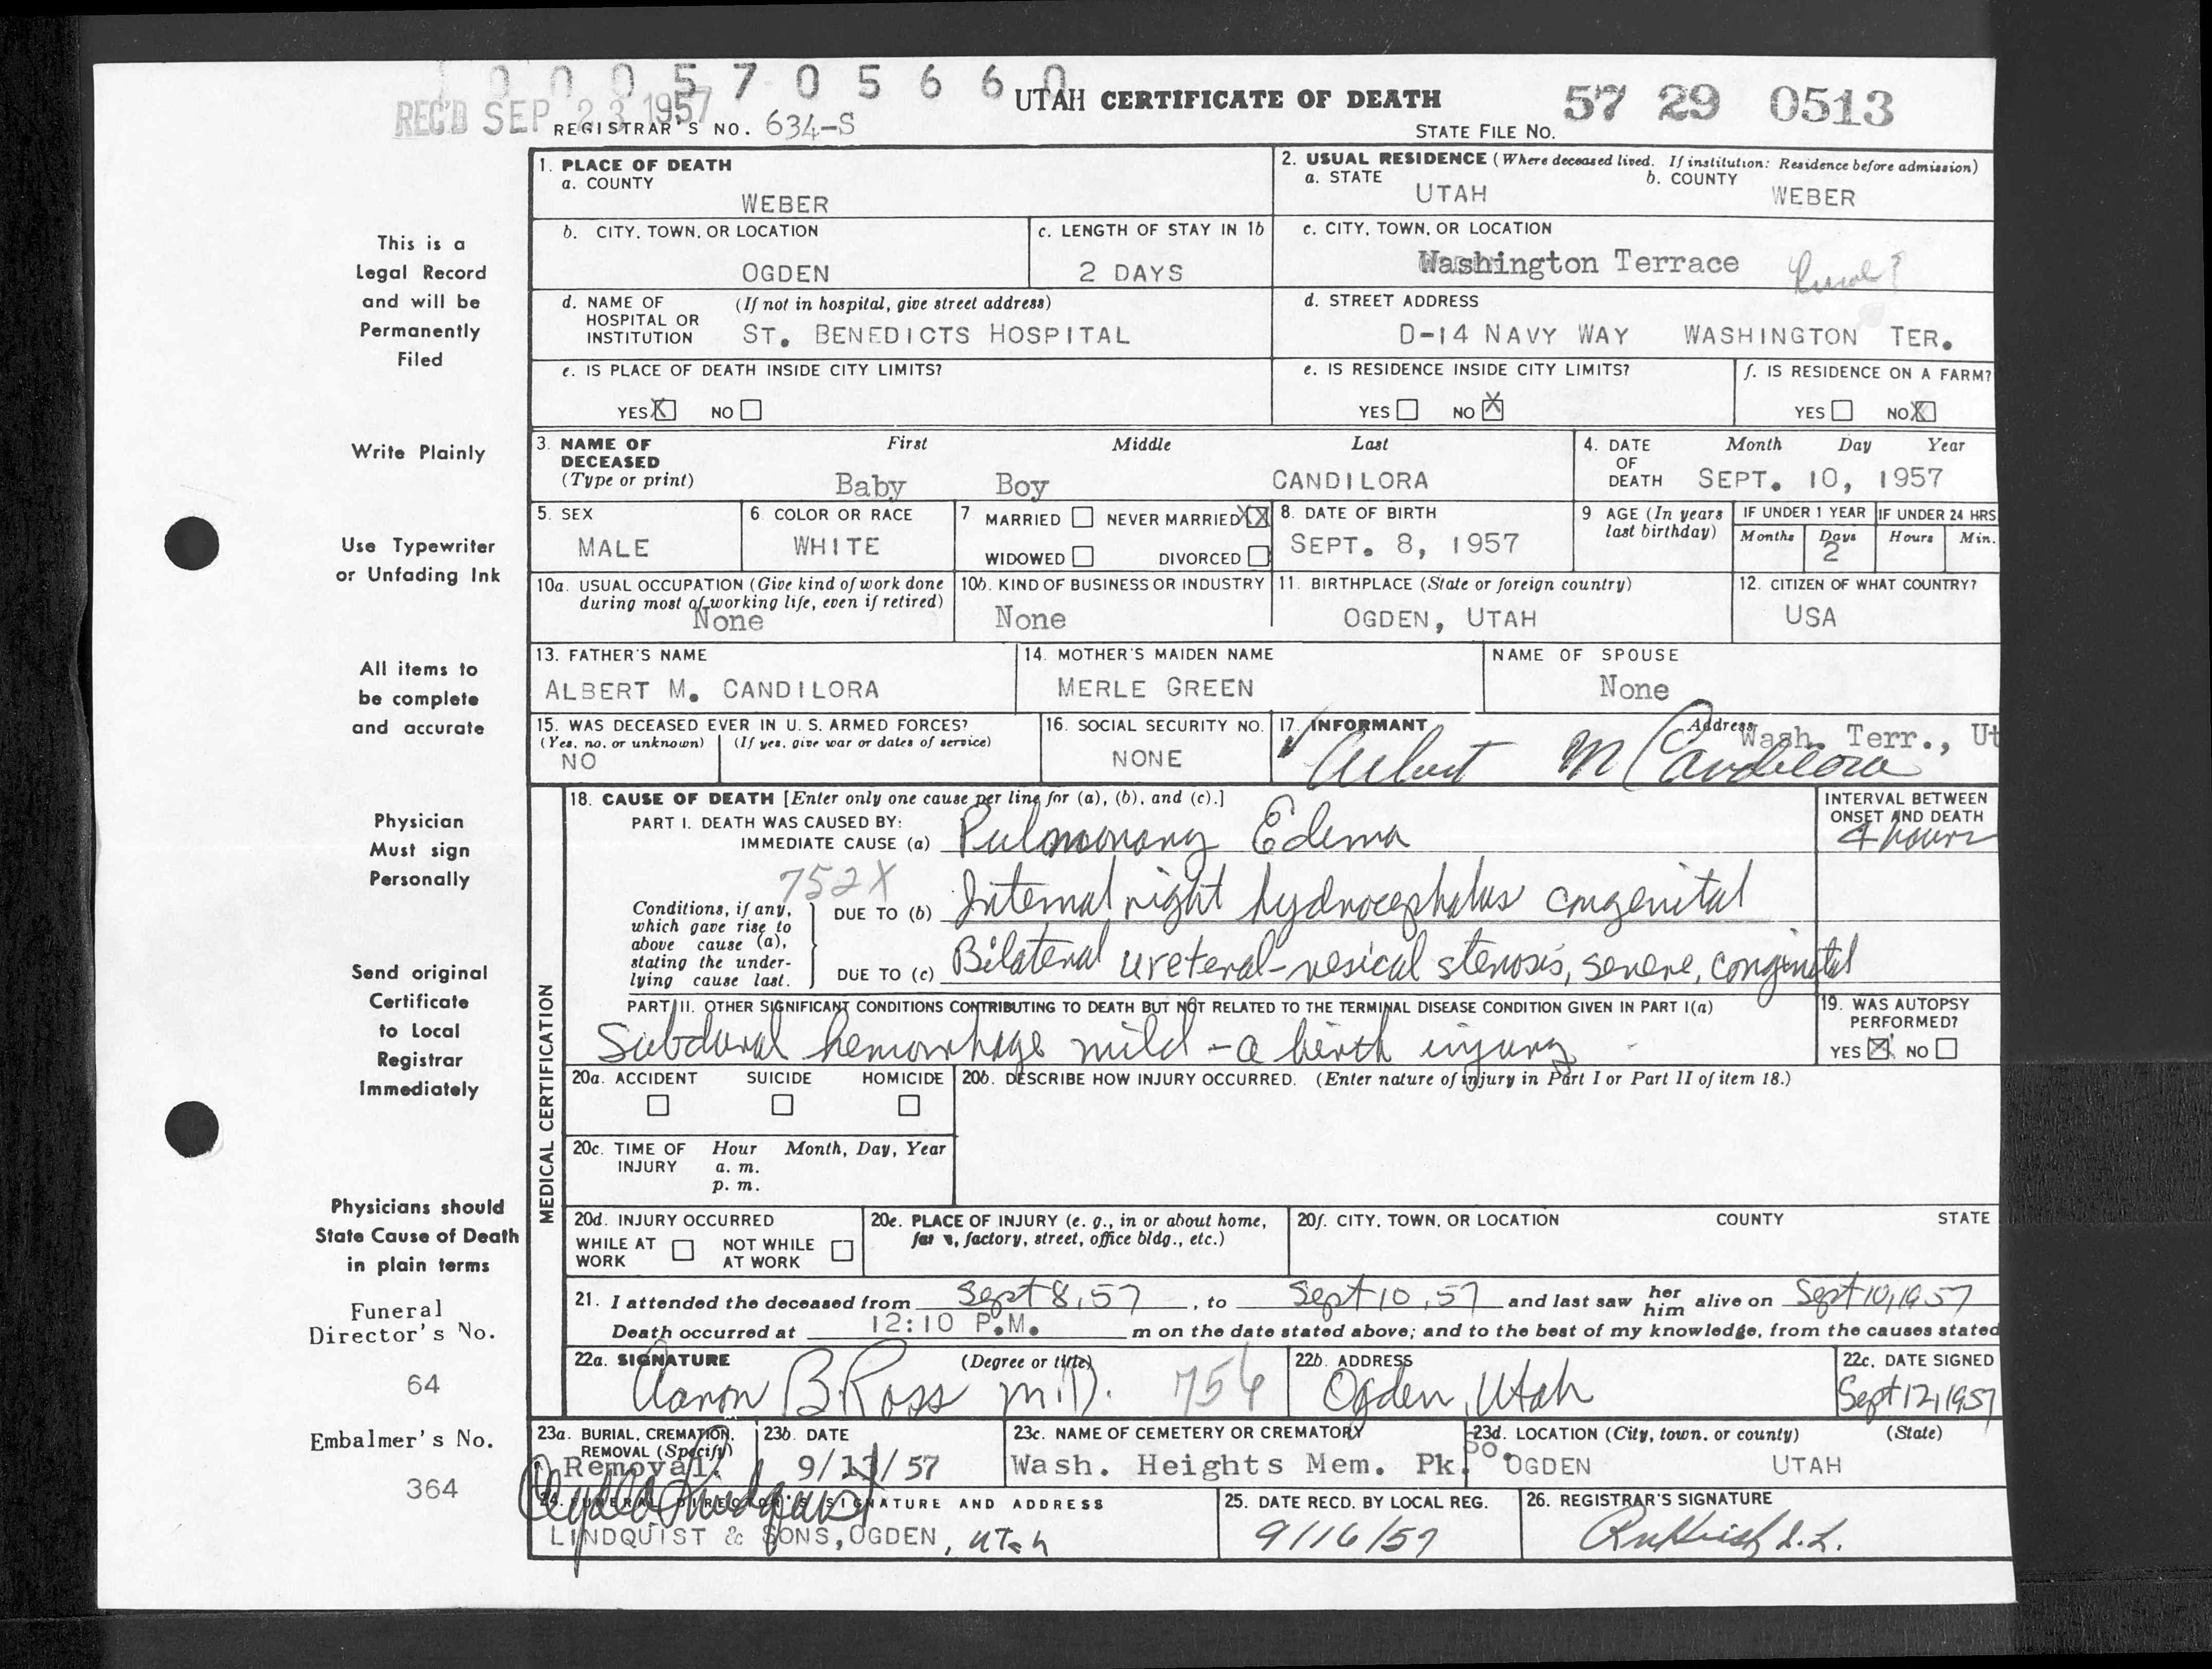 1 0 0 0 5 7 0 5 6 6 0
REC'D SEP 23 1957
REGISTRAR'S NO. 634-S
UTAH CERTIFICATE OF DEATH
STATE FILE NO. 57 29 0513
This is a
Legal Record
and will be
Permanently
Filed
Write Plainly
Use Typewriter
or Unfading Ink
All items to
be complete
and accurate
Physician
Must sign
Personally
Send original
Certificate
to Local
Registrar
Immediately
Physicians should
State Cause of Death
in plain terms
Funeral
Director's No.
64
Embalmer's No.
364
1. PLACE OF DEATH
a. COUNTY
WEBER
2. USUAL RESIDENCE (Where deceased lived. If institution: Residence before admission)
a. STATE
UTAH
b. COUNTY
WEBER
b. CITY, TOWN, OR LOCATION
OGDEN
c. LENGTH OF STAY IN 1b
2 DAYS
c. CITY, TOWN, OR LOCATION
Washington Terrace Rural?
d. NAME OF HOSPITAL OR INSTITUTION
(If not in hospital, give street address)
ST. BENEDICTS HOSPITAL
d. STREET ADDRESS
D-14 NAVY WAY WASHINGTON TER.
e. IS PLACE OF DEATH INSIDE CITY LIMITS?
YES X NO
e. IS RESIDENCE INSIDE CITY LIMITS?
YES NO X
f. IS RESIDENCE ON A FARM?
YES NO X
3. NAME OF DECEASED (Type or print)
First Middle Last
Baby Boy CANDILORA
4. DATE OF DEATH
Month Day Year
SEPT. 10, 1957
5. SEX
MALE
6 COLOR OR RACE
WHITE
7 MARRIED NEVER MARRIED XX
WIDOWED DIVORCED
8. DATE OF BIRTH
SEPT. 8, 1957
9 AGE (In years last birthday)
IF UNDER 1 YEAR
Months Days
2
IF UNDER 24 HRS
Hours Min.
10a. USUAL OCCUPATION (Give kind of work done during most of working life, even if retired)
None
10b. KIND OF BUSINESS OR INDUSTRY
None
11. BIRTHPLACE (State or foreign country)
OGDEN, UTAH
12. CITIZEN OF WHAT COUNTRY?
USA
13. FATHER'S NAME
ALBERT M. CANDILORA
14. MOTHER'S MAIDEN NAME
MERLE GREEN
NAME OF SPOUSE
None
15. WAS DECEASED EVER IN U. S. ARMED FORCES?
(Yes, no, or unknown) (If yes, give war or dates of service)
NO
16. SOCIAL SECURITY NO.
NONE
17. INFORMANT Address
Wash. Terr., Ut
Albert M Candilora
MEDICAL CERTIFICATION
18. CAUSE OF DEATH [Enter only one cause per line for (a), (b), and (c).]
PART I. DEATH WAS CAUSED BY:
IMMEDIATE CAUSE (a) Pulmonary Edema
INTERVAL BETWEEN ONSET AND DEATH
4 hours
752X
Conditions, if any, which gave rise to above cause (a), stating the underlying cause last.
DUE TO (b) Internal right hydrocephalus congenital
DUE TO (c) Bilateral ureteral-vesical stenosis, severe, congenital
PART II. OTHER SIGNIFICANT CONDITIONS CONTRIBUTING TO DEATH BUT NOT RELATED TO THE TERMINAL DISEASE CONDITION GIVEN IN PART I(a)
Subdural hemorrhage mild - a birth injury
19. WAS AUTOPSY PERFORMED?
YES X NO
20a. ACCIDENT SUICIDE HOMICIDE
20b. DESCRIBE HOW INJURY OCCURRED. (Enter nature of injury in Part I or Part II of item 18.)
20c. TIME OF INJURY
Hour Month, Day, Year
a. m.
p. m.
20d. INJURY OCCURRED
WHILE AT WORK NOT WHILE AT WORK
20e. PLACE OF INJURY (e. g., in or about home, farm, factory, street, office bldg., etc.)
20f. CITY, TOWN, OR LOCATION COUNTY STATE
21. I attended the deceased from Sept 8, 57, to Sept 10, 57 and last saw her him alive on Sept 10, 1957
Death occurred at 12:10 P.M. m on the date stated above; and to the best of my knowledge, from the causes stated
22a. SIGNATURE (Degree or title)
Aaron B Ross M.D. 756
22b. ADDRESS
Ogden, Utah
22c. DATE SIGNED
Sept 12, 1957
23a. BURIAL, CREMATION, REMOVAL (Specify)
Removal.
23b. DATE
9/13/57
23c. NAME OF CEMETERY OR CREMATORY
Wash. Heights Mem. Pk.
23d. LOCATION (City, town, or county) (State)
SO. OGDEN UTAH
24. FUNERAL DIRECTOR'S SIGNATURE AND ADDRESS
LINDQUIST & SONS, OGDEN, Utah
25. DATE RECD. BY LOCAL REG.
9/16/57
26. REGISTRAR'S SIGNATURE